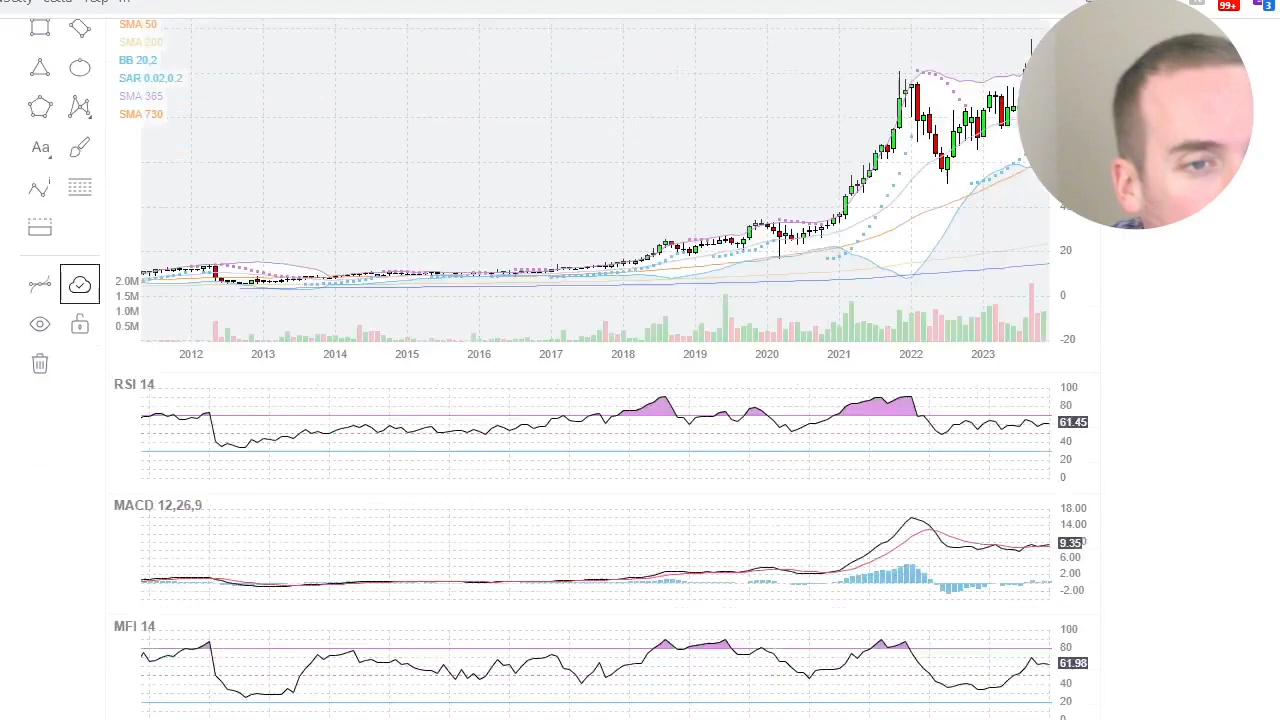 99+
3
SMA 50
SMA 200
BB 20,2
SAR 0.02,0.2
SMA 365
SMA 730
Aa
20
0
-20
2.0M
1.5M
1.0M
0.5M
2012 2013 2014 2015 2016 2017 2018 2019 2020 2021 2022 2023
RSI 14
100
80
61.45
40
20
0
MACD 12,26,9
18.00
14.00
9.35
6.00
2.00
-2.00
MFI 14
100
80
61.98
40
20